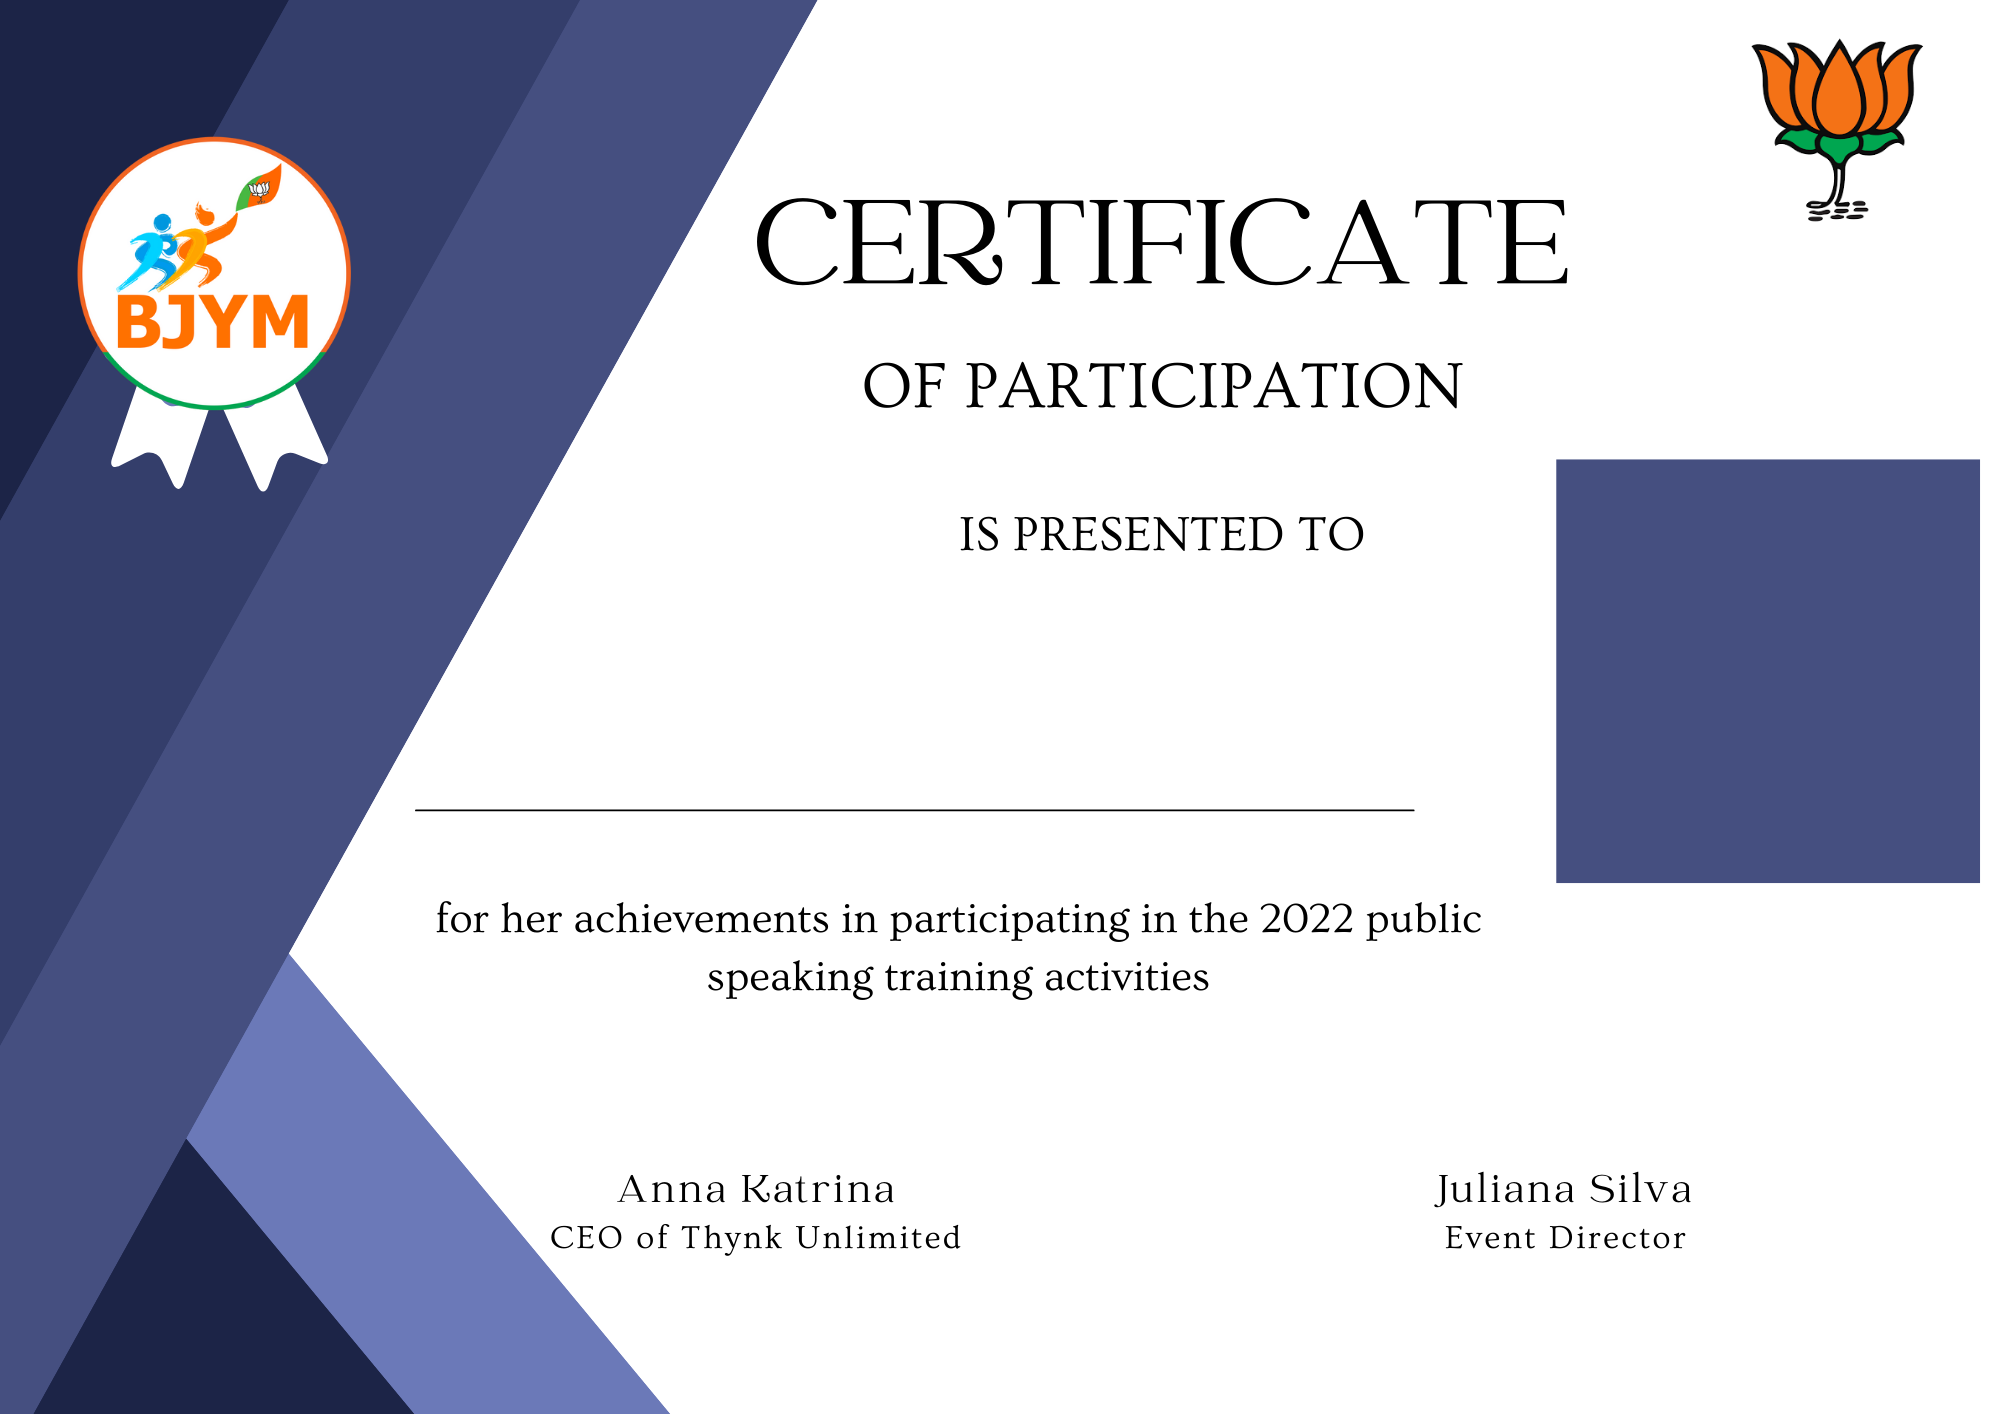 BJYM
CERTIFICATE
OF PARTICIPATION
IS PRESENTED TO
for her achievements in participating in the 2022 public
speaking training activities
Anna Katrina
CEO of Thynk Unlimited
Juliana Silva
Event Director